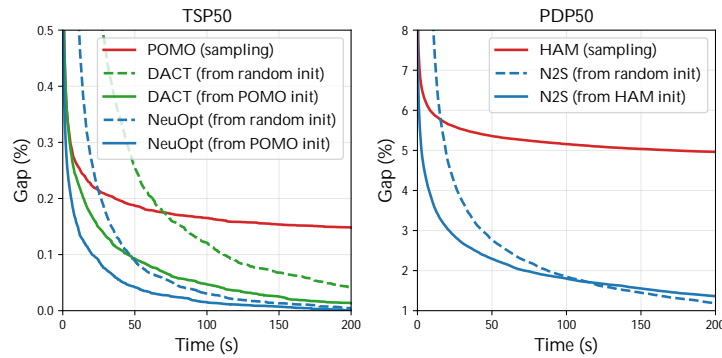 TSP50
0.5
0.4
0.3
0.2
0.1
0.0
Gap (%)
POMO (sampling)
DACT (from random init)
DACT (from POMO init)
NeuOpt (from random init)
NeuOpt (from POMO init)
0 50 100 150 200
Time (s)
PDP50
8
7
6
5
4
3
2
1
Gap (%)
HAM (sampling)
N2S (from random init)
N2S (from HAM init)
0 50 100 150 200
Time (s)